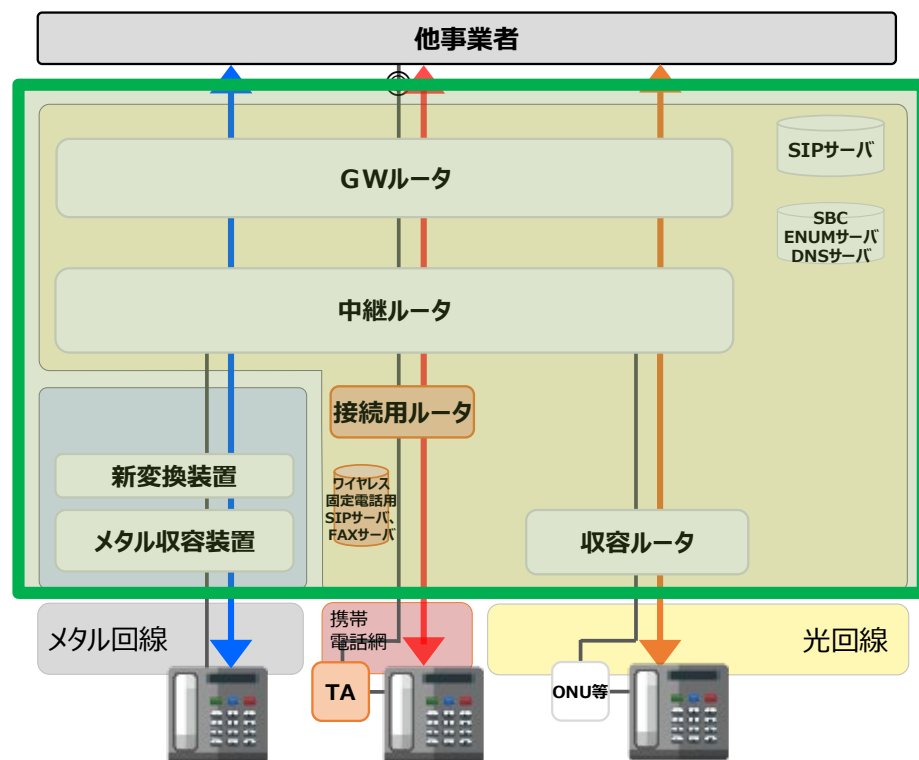 他事業者
SIPサーバ
GWルータ
SBC
ENUMサーバ
DNSサーバ
中継ルータ
接続用ルータ
新変換装置
ワイヤレス
固定電話用
SIPサーバ、
FAXサーバ
メタル収容装置
収容ルータ
メタル回線
携帯
電話網
光回線
TA
ONU等